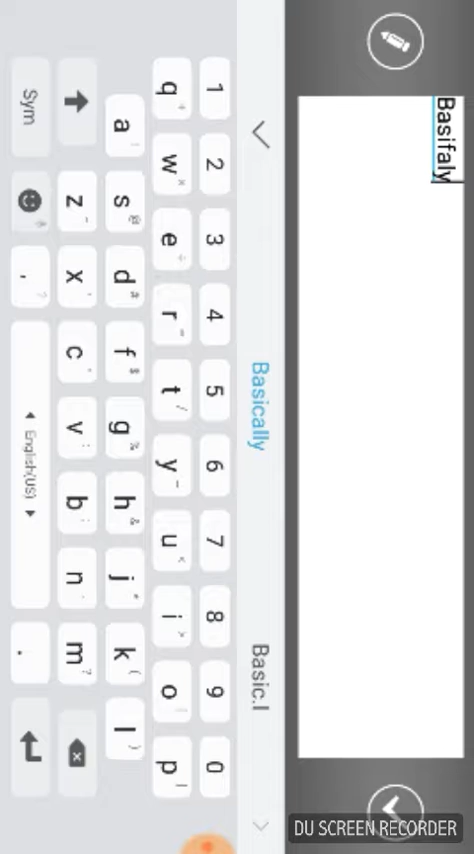 Basifaly
Basically
Basic.l
1 2 3 4 5 6 7 8 9 0
q w e r t y u i o p
a s d f g h j k l
z x c v b n m
Sym , English(US) .
DU SCREEN RECORDER